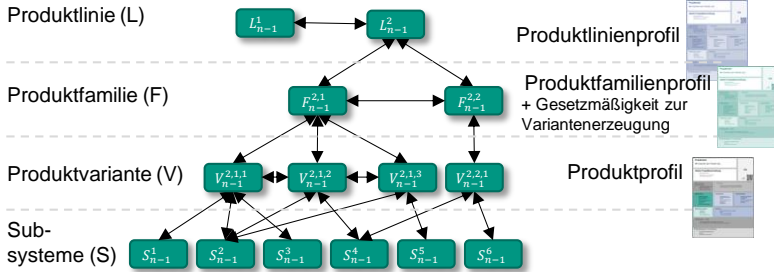 Produktlinie (L)
L¹ₙ₋₁
L²ₙ₋₁
Produktlinienprofil
Produktfamilie (F)
F²,¹ₙ₋₁
F²,²ₙ₋₁
Produktfamilienprofil
+ Gesetzmäßigkeit zur
Variantenerzeugung
Produktvariante (V)
V²,¹,¹ₙ₋₁
V²,¹,²ₙ₋₁
V²,¹,³ₙ₋₁
V²,²,¹ₙ₋₁
Produktprofil
Sub-
systeme (S)
S¹ₙ₋₁
S²ₙ₋₁
S³ₙ₋₁
S⁴ₙ₋₁
S⁵ₙ₋₁
S⁶ₙ₋₁